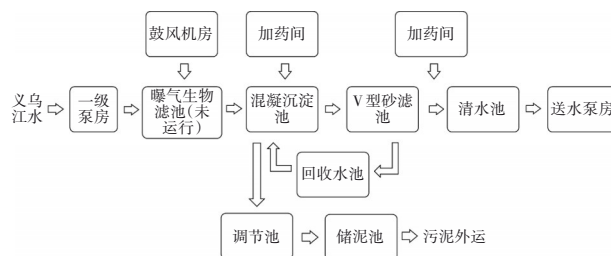 鼓风机房
加药间
加药间
义乌
江水
一级
泵房
曝气生物
滤池(未
运行)
混凝沉淀
池
V型砂滤
池
清水池
送水泵房
回收水池
调节池
储泥池
污泥外运